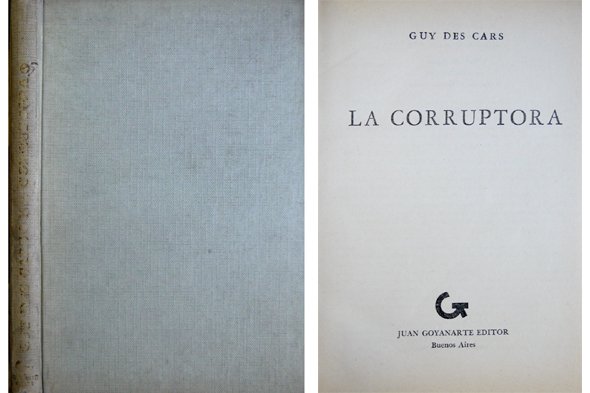 GUY DES CARS
LA CORRUPTORA
JUAN GOYANARTE EDITOR
Buenos Aires